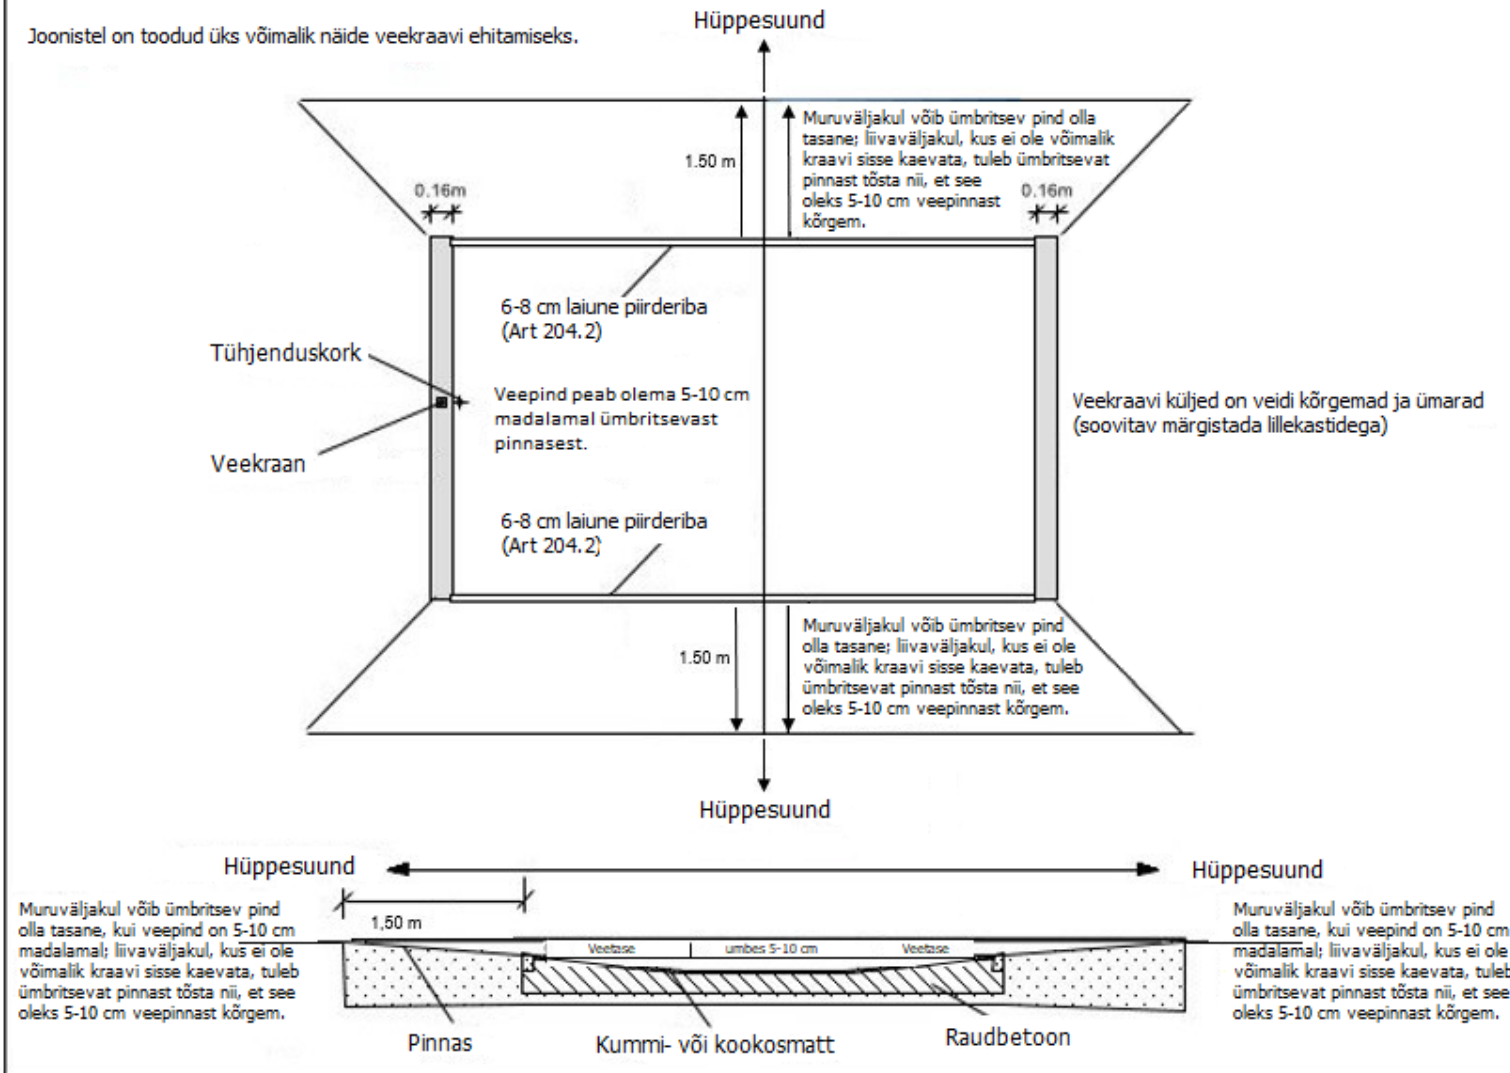 Hüppesuund
Joonistel on toodud üks võimalik näide veekraavi ehitamiseks.
Muruväljakul võib ümbritsev pind olla
tasane; liivaväljakul, kus ei ole võimalik
kraavi sisse kaevata, tuleb ümbritsevat
pinnast tõsta nii, et see
oleks 5-10 cm veepinnast
kõrgem.
1.50 m
0.16m
0.16m
6-8 cm laiune piirderiba
(Art 204.2)
Tühjenduskork
Veepind peab olema 5-10 cm
madalamal ümbritsevast
pinnasest.
Veekraavi küljed on veidi kõrgemad ja ümarad
(soovitav märgistada lillekastidega)
Veekraan
6-8 cm laiune piirderiba
(Art 204.2)
Muruväljakul võib ümbritsev pind
olla tasane; liivaväljakul, kus ei ole
võimalik kraavi sisse kaevata, tuleb
ümbritsevat pinnast tõsta nii, et see
oleks 5-10 cm veepinnast kõrgem.
1.50 m
Hüppesuund
Hüppesuund
Hüppesuund
Muruväljakul võib ümbritsev pind
olla tasane, kui veepind on 5-10 cm
madalamal; liivaväljakul, kus ei ole
võimalik kraavi sisse kaevata, tuleb
ümbritsevat pinnast tõsta nii, et see
oleks 5-10 cm veepinnast kõrgem.
1,50 m
Veetase
umbes 5-10 cm
Veetase
Muruväljakul võib ümbritsev pind
olla tasane, kui veepind on 5-10 cm
madalamal; liivaväljakul, kus ei ole
võimalik kraavi sisse kaevata, tuleb
ümbritsevat pinnast tõsta nii, et see
oleks 5-10 cm veepinnast kõrgem.
Pinnas
Kummi- või kookosmatt
Raudbetoon